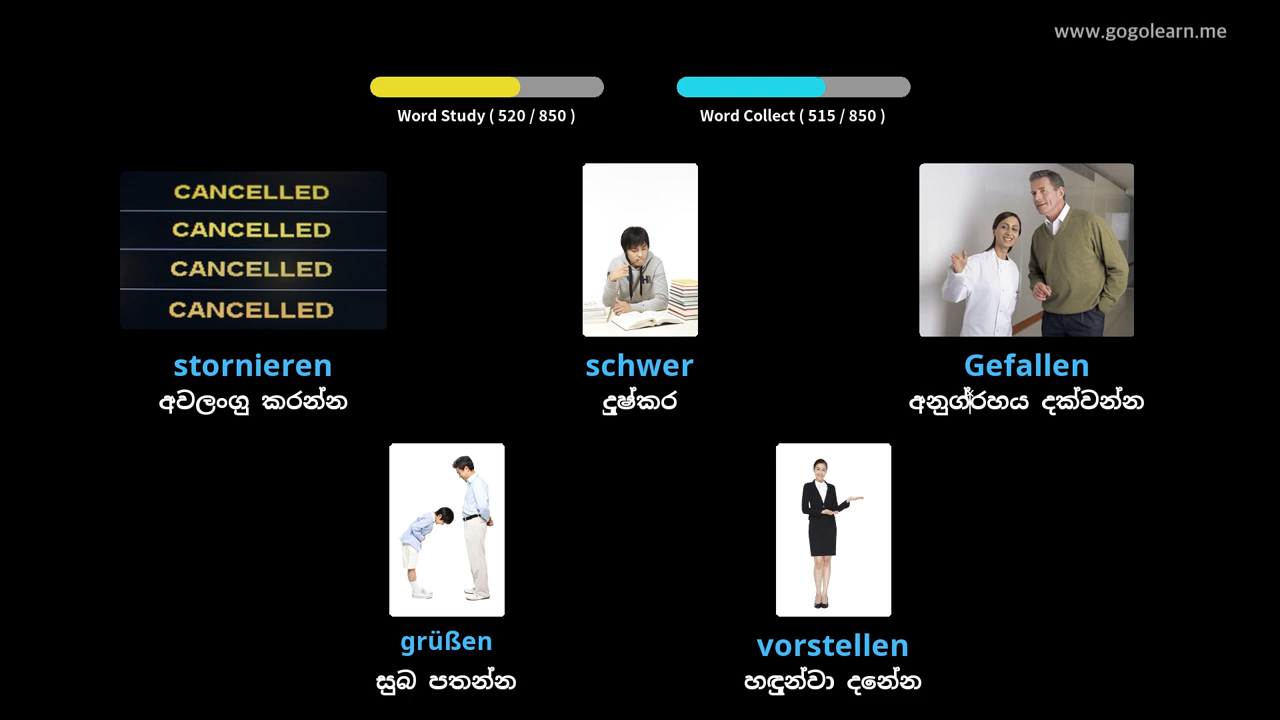 www.gogolearn.me
Word Study ( 520 / 850 )
Word Collect ( 515 / 850 )
CANCELLED
CANCELLED
CANCELLED
CANCELLED
stornieren
අවලංගු කරන්න
schwer
දුෂ්කර
Gefallen
අනුග්‍රහය දක්වන්න
grüßen
සුබ පතන්න
vorstellen
හඳුන්වා දනේන